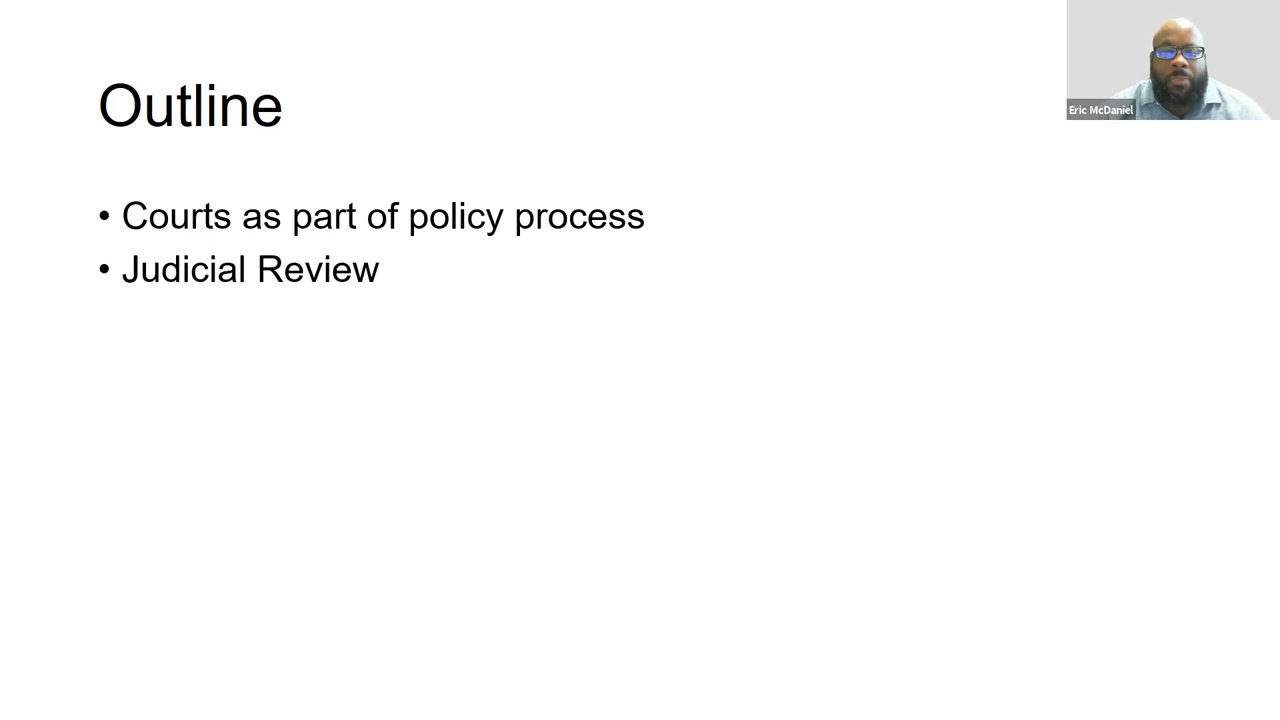 Outline
• Courts as part of policy process
• Judicial Review
Eric McDaniel